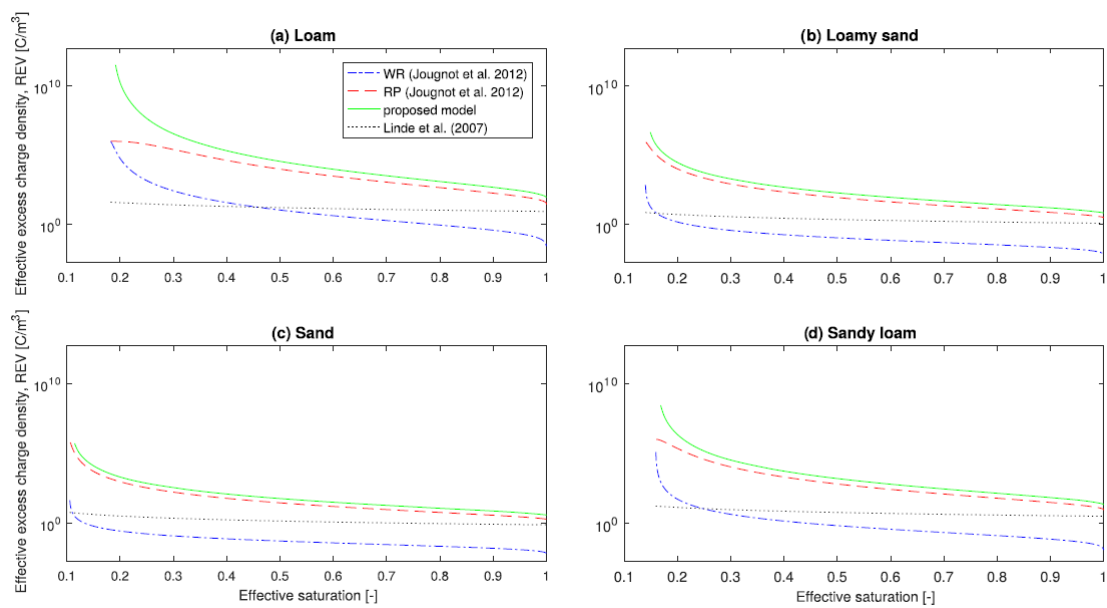 (a) Loam
Effective excess charge density, REV [C/m³]
10¹⁰
10⁰
WR (Jougnot et al. 2012)
RP (Jougnot et al. 2012)
proposed model
Linde et al. (2007)
0.1 0.2 0.3 0.4 0.5 0.6 0.7 0.8 0.9 1
(b) Loamy sand
10¹⁰
10⁰
0.1 0.2 0.3 0.4 0.5 0.6 0.7 0.8 0.9 1
(c) Sand
Effective excess charge density, REV [C/m³]
10¹⁰
10⁰
0.1 0.2 0.3 0.4 0.5 0.6 0.7 0.8 0.9 1
Effective saturation [-]
(d) Sandy loam
10¹⁰
10⁰
0.1 0.2 0.3 0.4 0.5 0.6 0.7 0.8 0.9 1
Effective saturation [-]